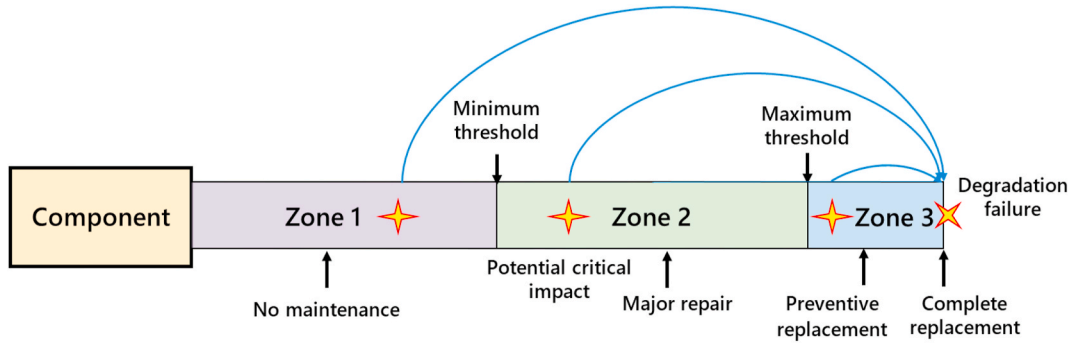 Minimum
threshold
Maximum
threshold
Component
Zone 1
Zone 2
Zone 3
Degradation
failure
Potential critical
impact
No maintenance
Major repair
Preventive
replacement
Complete
replacement